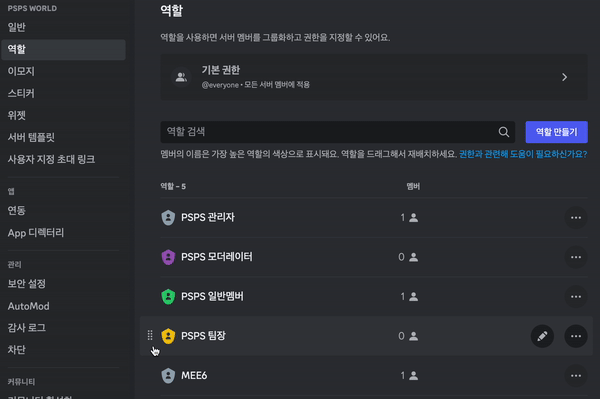 PSPS WORLD
일반
역할
이모지
스티커
위젯
서버 템플릿
사용자 지정 초대 링크
앱
연동
App 디렉터리
관리
보안 설정
AutoMod
감사 로그
차단
커뮤니티
역할
역할을 사용하면 서버 멤버를 그룹화하고 권한을 지정할 수 있어요.
기본 권한
@everyone • 모든 서버 멤버에 적용
역할 검색
역할 만들기
멤버의 이름은 가장 높은 역할의 색상으로 표시돼요. 역할을 드래그해서 재배치하세요. 권한과 관련해 도움이 필요하신가요?
역할 – 5 멤버
PSPS 관리자 1
PSPS 모더레이터 0
PSPS 일반멤버 1
PSPS 팀장 0
MEE6 1